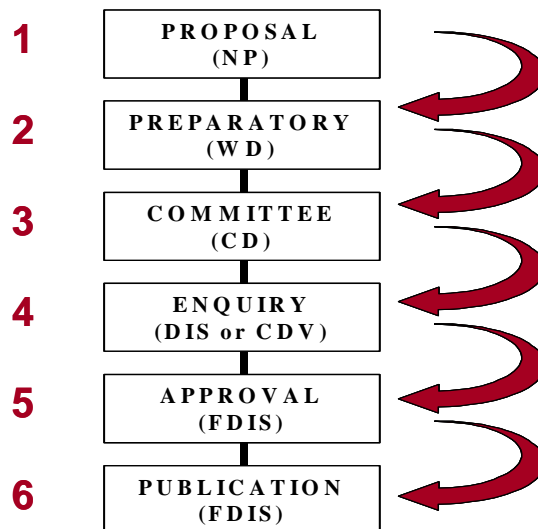 1
PROPOSAL
(NP)
2
PREPARATORY
(WD)
3
COMMITTEE
(CD)
4
ENQUIRY
(DIS or CDV)
5
APPROVAL
(FDIS)
6
PUBLICATION
(FDIS)